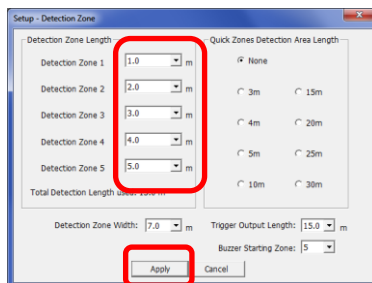 Setup - Detection Zone
Detection Zone Length
Detection Zone 1 1.0 m
Detection Zone 2 2.0 m
Detection Zone 3 3.0 m
Detection Zone 4 4.0 m
Detection Zone 5 5.0 m
Total Detection Length used: 15.0 m
Quick Zones Detection Area Length
None
3m 15m
4m 20m
5m 25m
10m 30m
Detection Zone Width: 7.0 m
Trigger Output Length: 15.0 m
Buzzer Starting Zone: 5
Apply Cancel